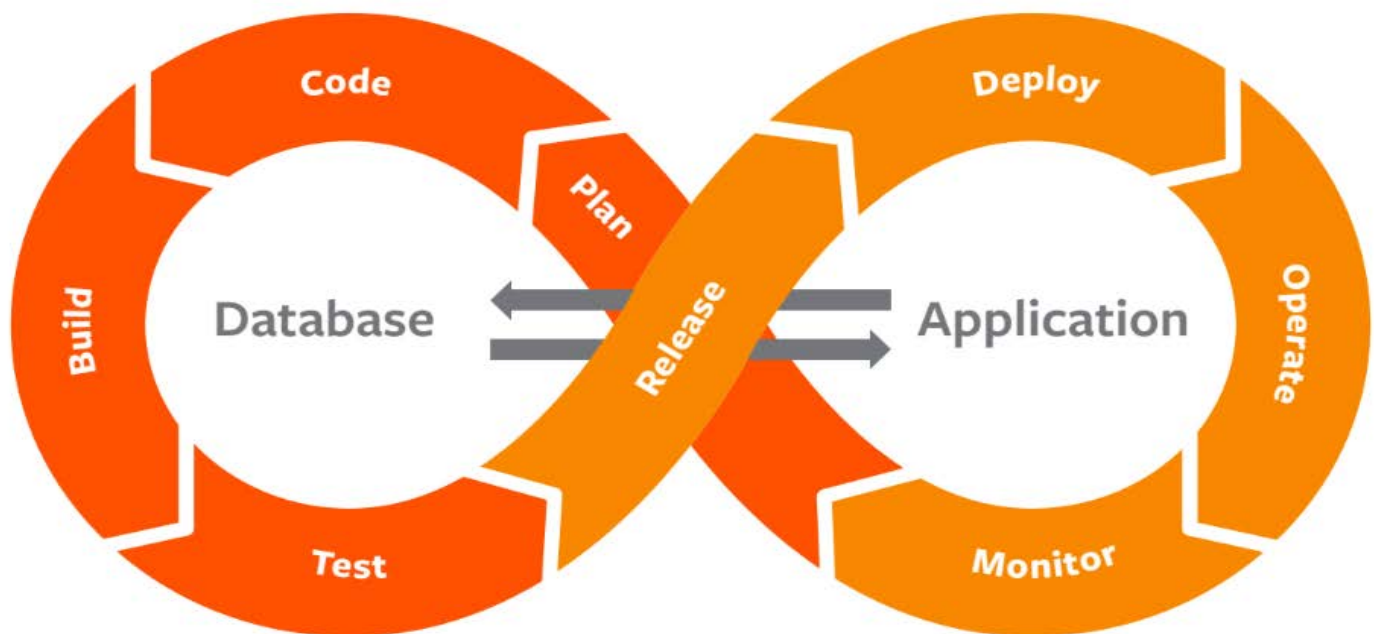 Code
Deploy
Plan
Build
Database
Release
Application
Operate
Test
Monitor